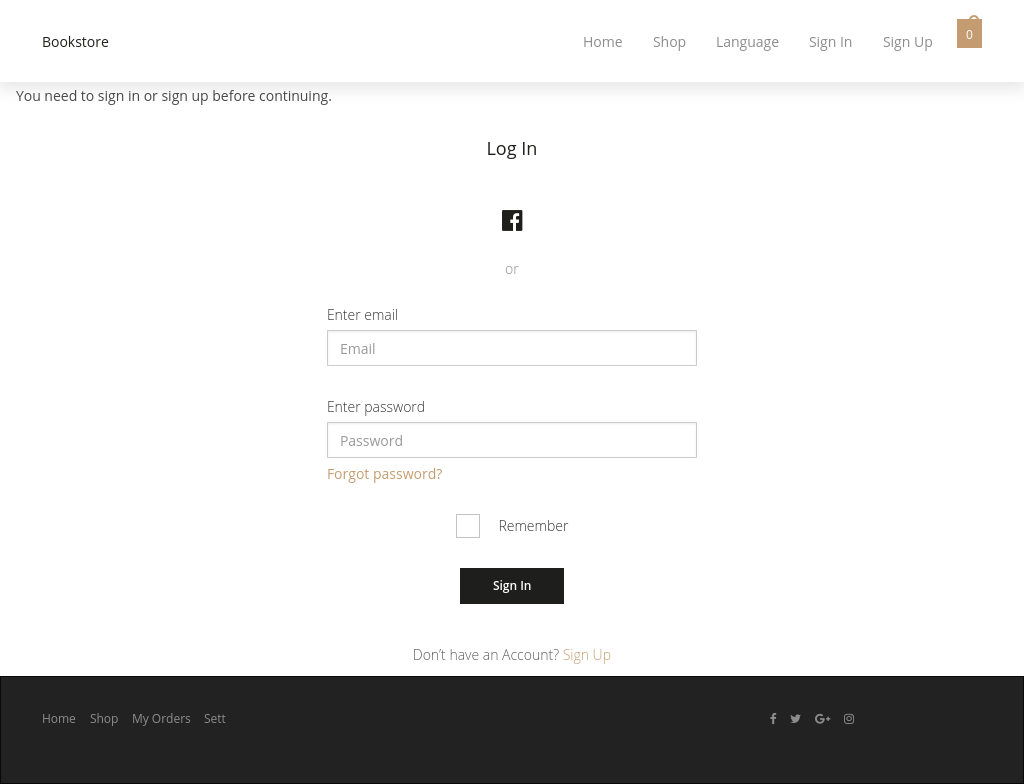 Bookstore
Home Shop Language Sign In Sign Up 0
You need to sign in or sign up before continuing.
Log In
or
Enter email
Email
Enter password
Password
Forgot password?
Remember
Sign In
Don't have an Account? Sign Up
Home Shop My Orders Sett